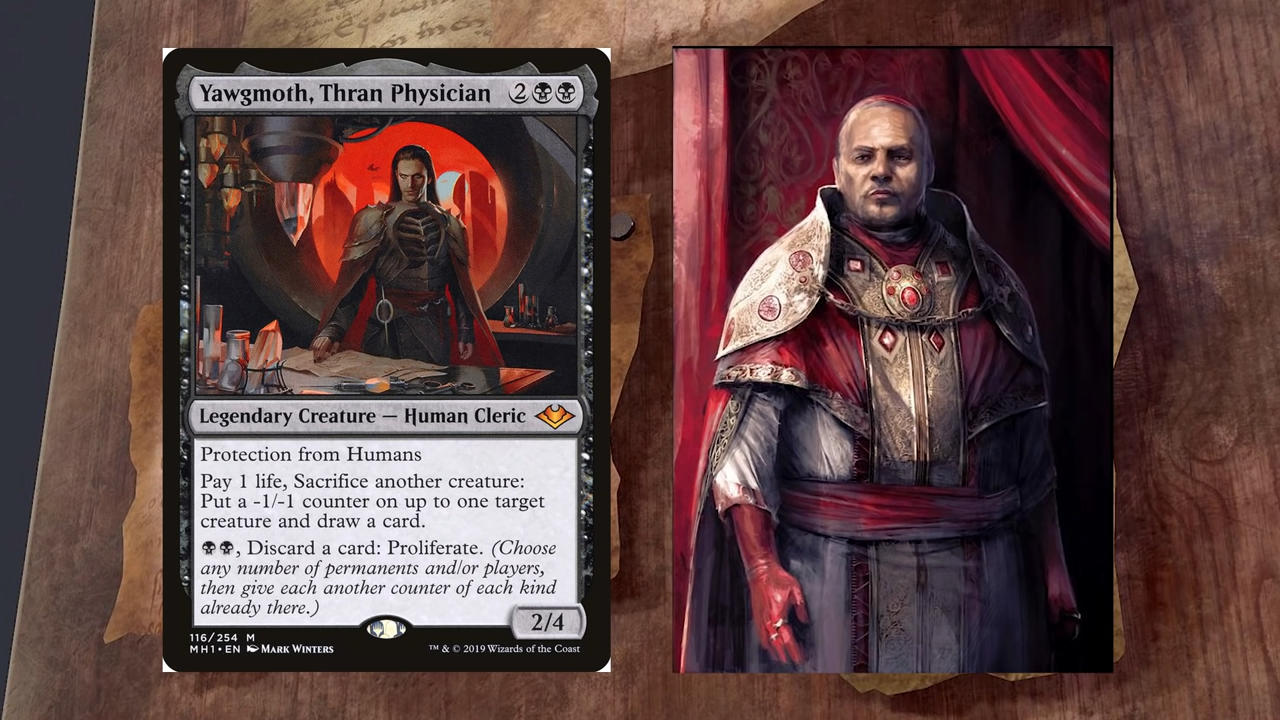 Yawgmoth, Thran Physician 2
Legendary Creature — Human Cleric
Protection from Humans
Pay 1 life, Sacrifice another creature:
Put a -1/-1 counter on up to one target
creature and draw a card.
, Discard a card: Proliferate. (Choose
any number of permanents and/or players,
then give each another counter of each kind
already there.)
2/4
116/254 M
MH1 • EN Mark Winters
™ & © 2019 Wizards of the Coast